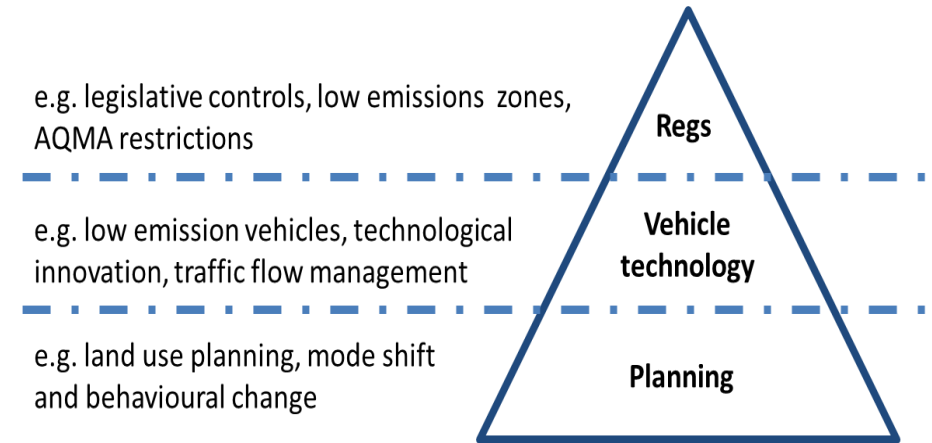 e.g. legislative controls, low emissions zones,
AQMA restrictions
Regs
e.g. low emission vehicles, technological
innovation, traffic flow management
Vehicle
technology
e.g. land use planning, mode shift
and behavioural change
Planning